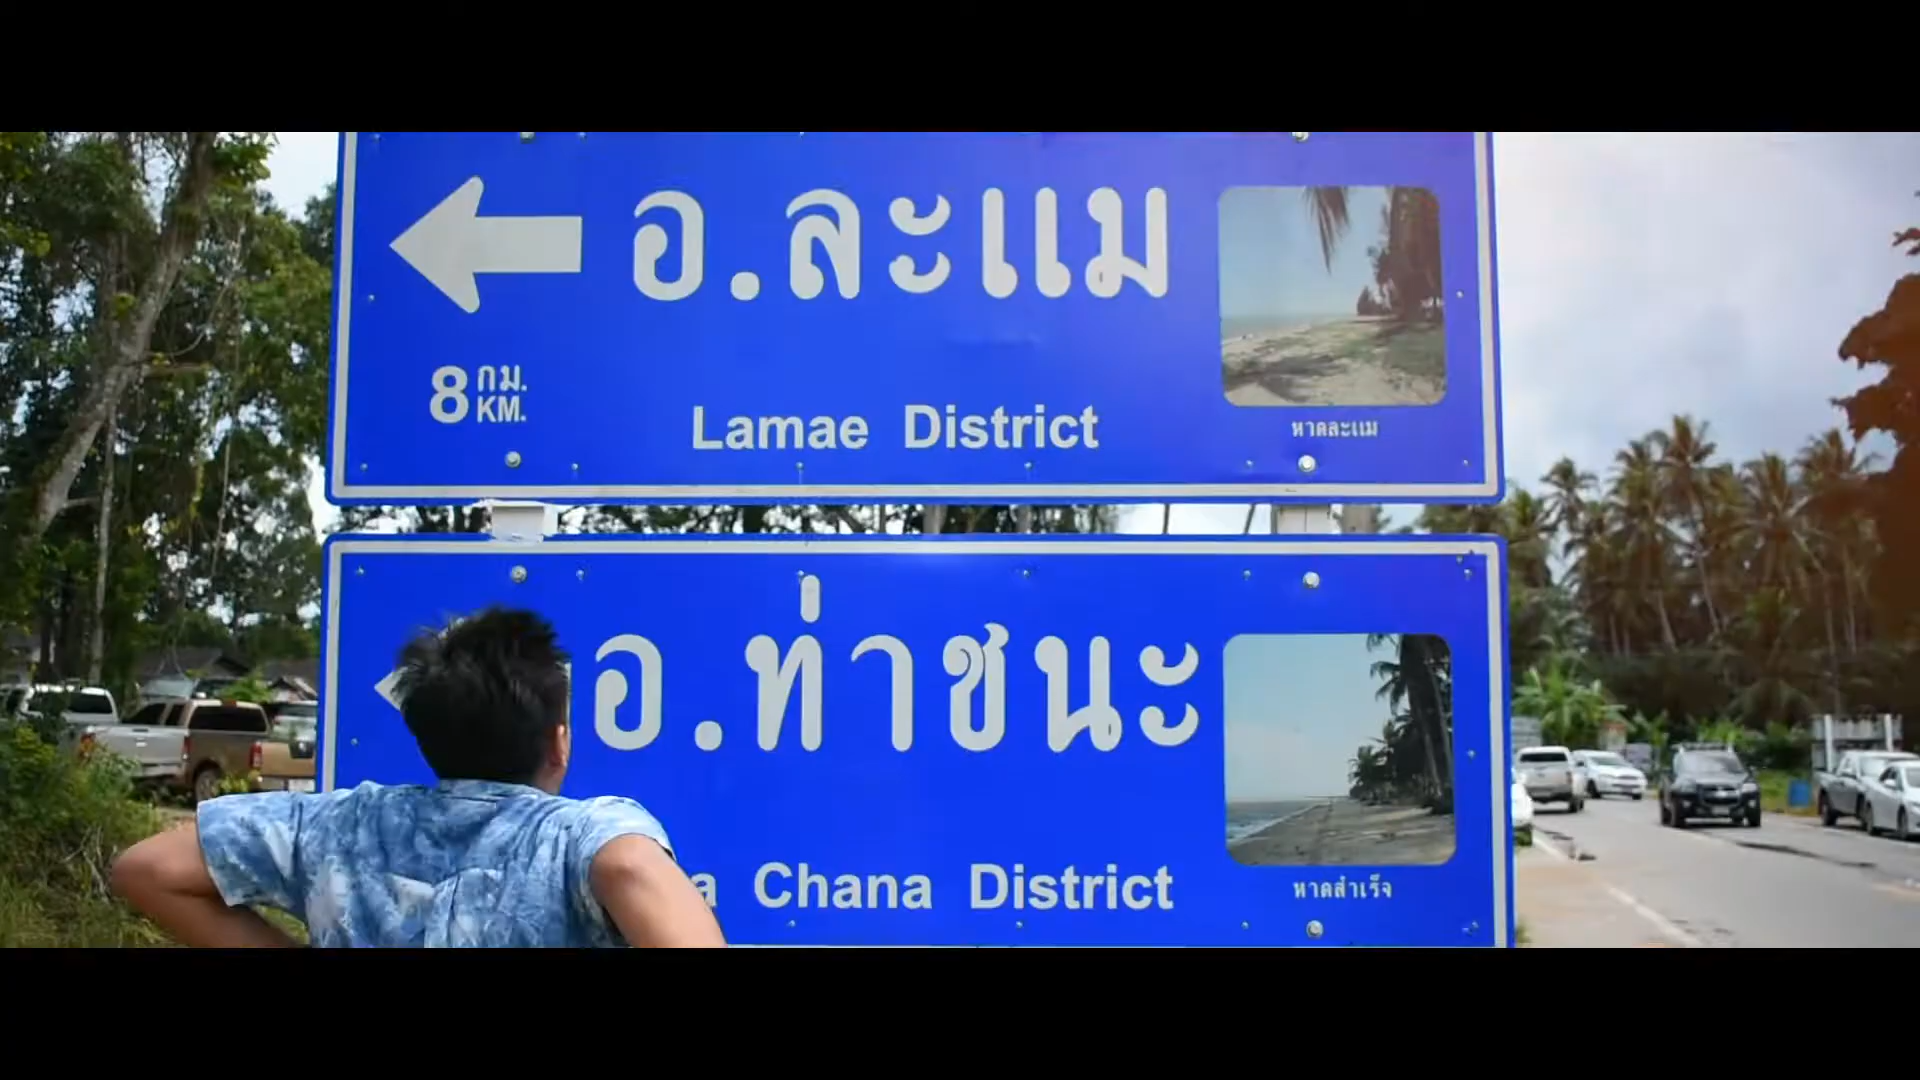 อ.ละแม
8 กม.
KM.
Lamae District
หาดละแม
อ.ท่าชนะ
Chana District
หาดสำเร็จ